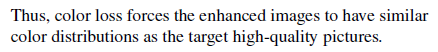 Thus, color loss forces the enhanced images to have similar
color distributions as the target high-quality pictures.